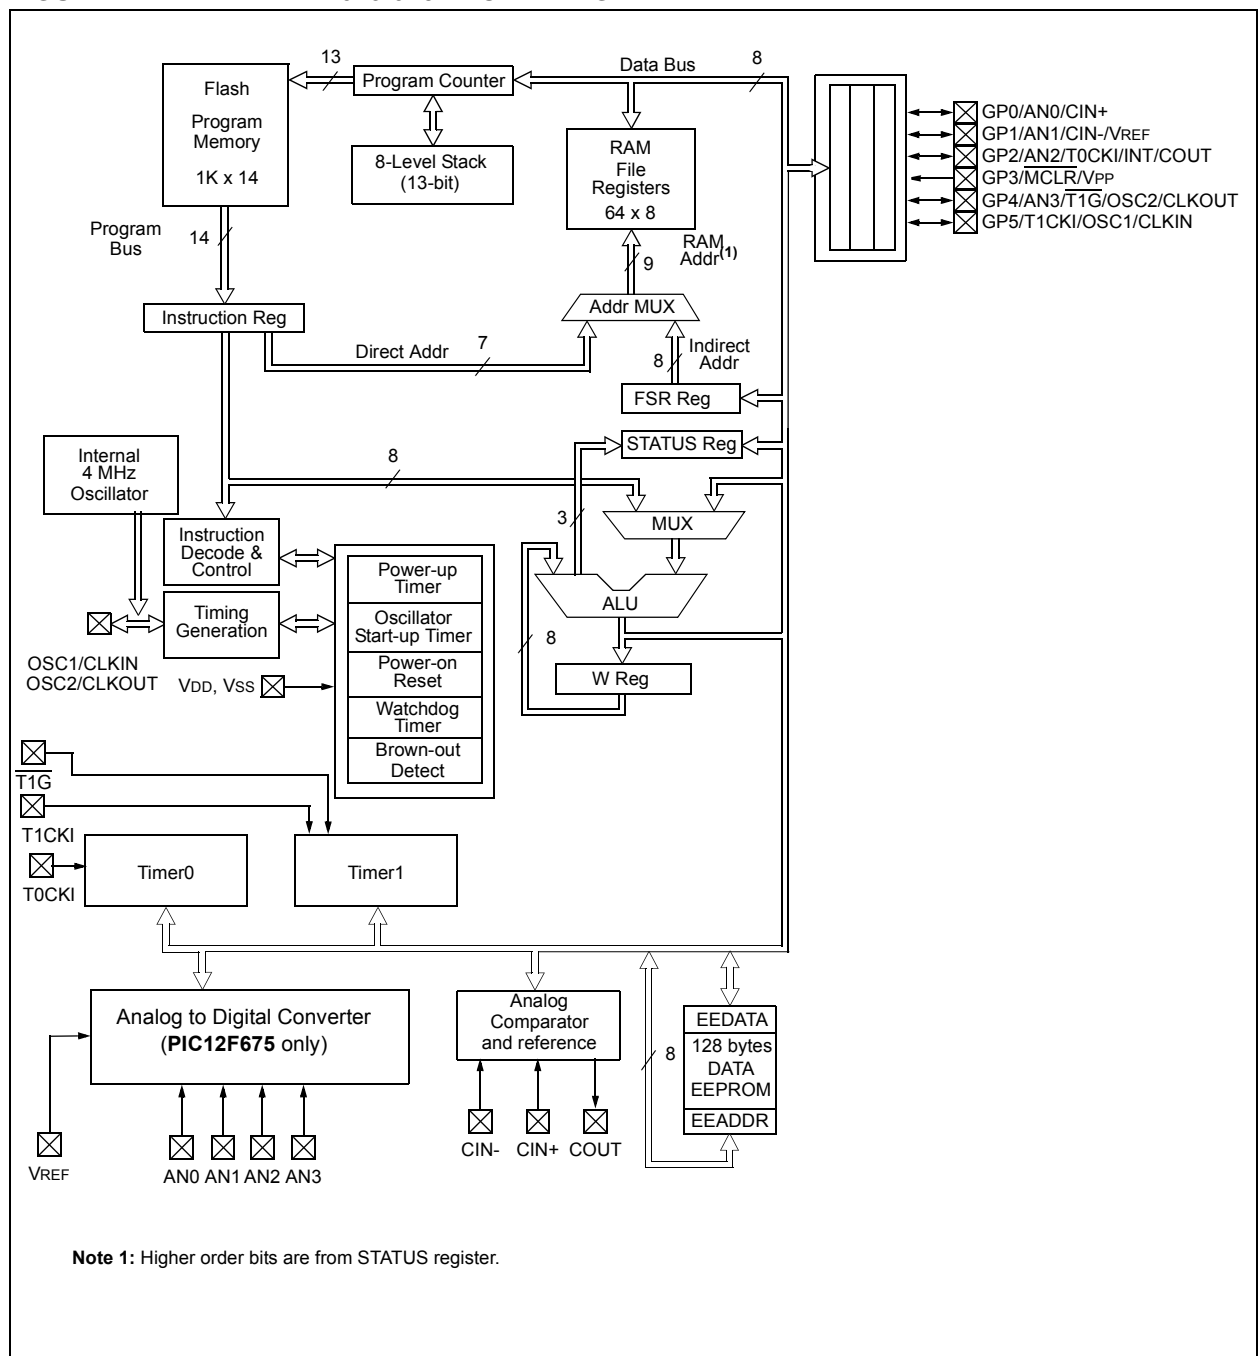 13
Data Bus
8
Flash
Program
Memory
1K x 14
Program Counter
8-Level Stack
(13-bit)
RAM
File
Registers
64 x 8
GP0/AN0/CIN+
GP1/AN1/CIN-/VREF
GP2/AN2/T0CKI/INT/COUT
GP3/MCLR/VPP
GP4/AN3/T1G/OSC2/CLKOUT
GP5/T1CKI/OSC1/CLKIN
Program
Bus
14
RAM
Addr(1)
9
Addr MUX
Instruction Reg
Direct Addr
7
8
Indirect
Addr
FSR Reg
STATUS Reg
Internal
4 MHz
Oscillator
8
3
MUX
Instruction
Decode &
Control
Power-up
Timer
ALU
Timing
Generation
Oscillator
Start-up Timer
8
OSC1/CLKIN
OSC2/CLKOUT
VDD, VSS
Power-on
Reset
W Reg
Watchdog
Timer
Brown-out
Detect
T1G
T1CKI
T0CKI
Timer0
Timer1
Analog to Digital Converter
(PIC12F675 only)
Analog
Comparator
and reference
8
EEDATA
128 bytes
DATA
EEPROM
EEADDR
VREF
AN0 AN1 AN2 AN3
CIN- CIN+ COUT
Note 1: Higher order bits are from STATUS register.